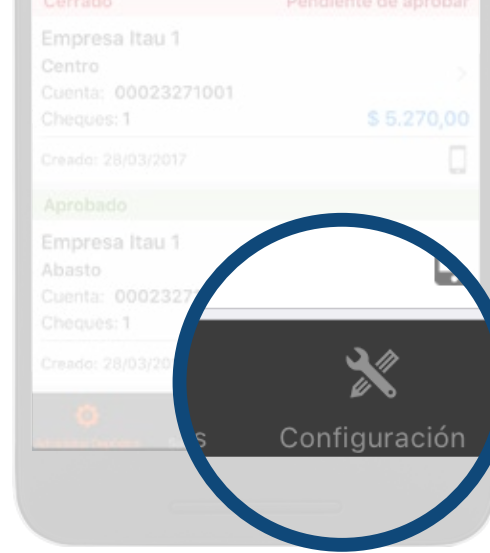 Cerrado Pendiente de aprobar
Empresa Itau 1
Centro
Cuenta: 00023271001
Cheques: 1 $ 5.270,00
Creado: 28/03/2017
Aprobado
Empresa Itau 1
Abasto
Cuenta: 0002327
Cheques: 1
Creado: 28/03/20
Configuración